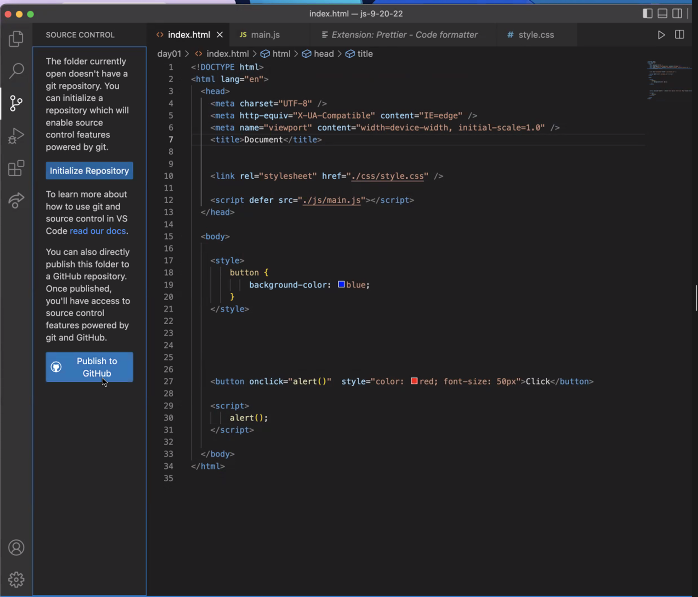 index.html — js-9-20-22
SOURCE CONTROL
The folder currently
open doesn't have a
git repository. You
can initialize a
repository which will
enable source
control features
powered by git.
Initialize Repository
To learn more about
how to use git and
source control in VS
Code read our docs.
You can also directly
publish this folder to
a GitHub repository.
Once published,
you'll have access to
source control
features powered by
git and GitHub.
Publish to
GitHub
index.html
main.js
Extension: Prettier - Code formatter
style.css
day01 > index.html > html > head > title
1 <!DOCTYPE html>
2 <html lang="en">
3 <head>
4 <meta charset="UTF-8" />
5 <meta http-equiv="X-UA-Compatible" content="IE=edge" />
6 <meta name="viewport" content="width=device-width, initial-scale=1.0" />
7 <title>Document</title>
8
9
10 <link rel="stylesheet" href="./css/style.css" />
11
12 <script defer src="./js/main.js"></script>
13 </head>
14
15 <body>
16
17 <style>
18 button {
19 background-color: blue;
20 }
21 </style>
22
23
24
25
26
27 <button onclick="alert()"  style="color: red; font-size: 50px">Click</button>
28
29 <script>
30 alert();
31 </script>
32
33 </body>
34 </html>
35